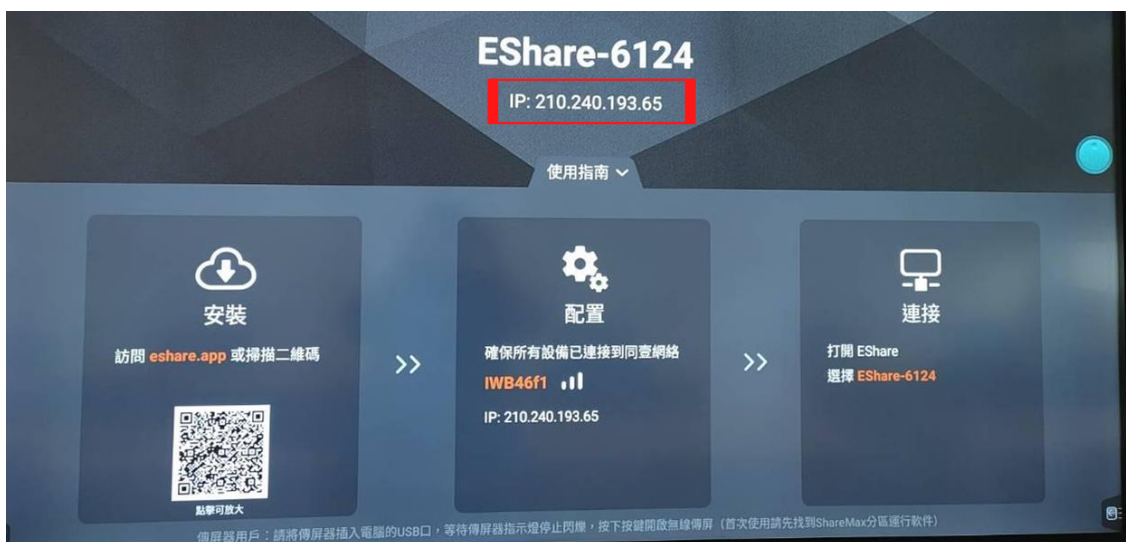 EShare-6124
IP: 210.240.193.65
使用指南
安裝
訪問 eshare.app 或掃描二維碼
點擊可放大
配置
確保所有設備已連接到同壹網絡
IWB46f1
IP: 210.240.193.65
連接
打開 EShare
選擇 EShare-6124
傳屏器用戶：請將傳屏器插入電腦的USB口，等待傳屏器指示燈停止閃爍，按下按鍵開啟無線傳屏（首次使用請先找到ShareMax分區運行軟件）